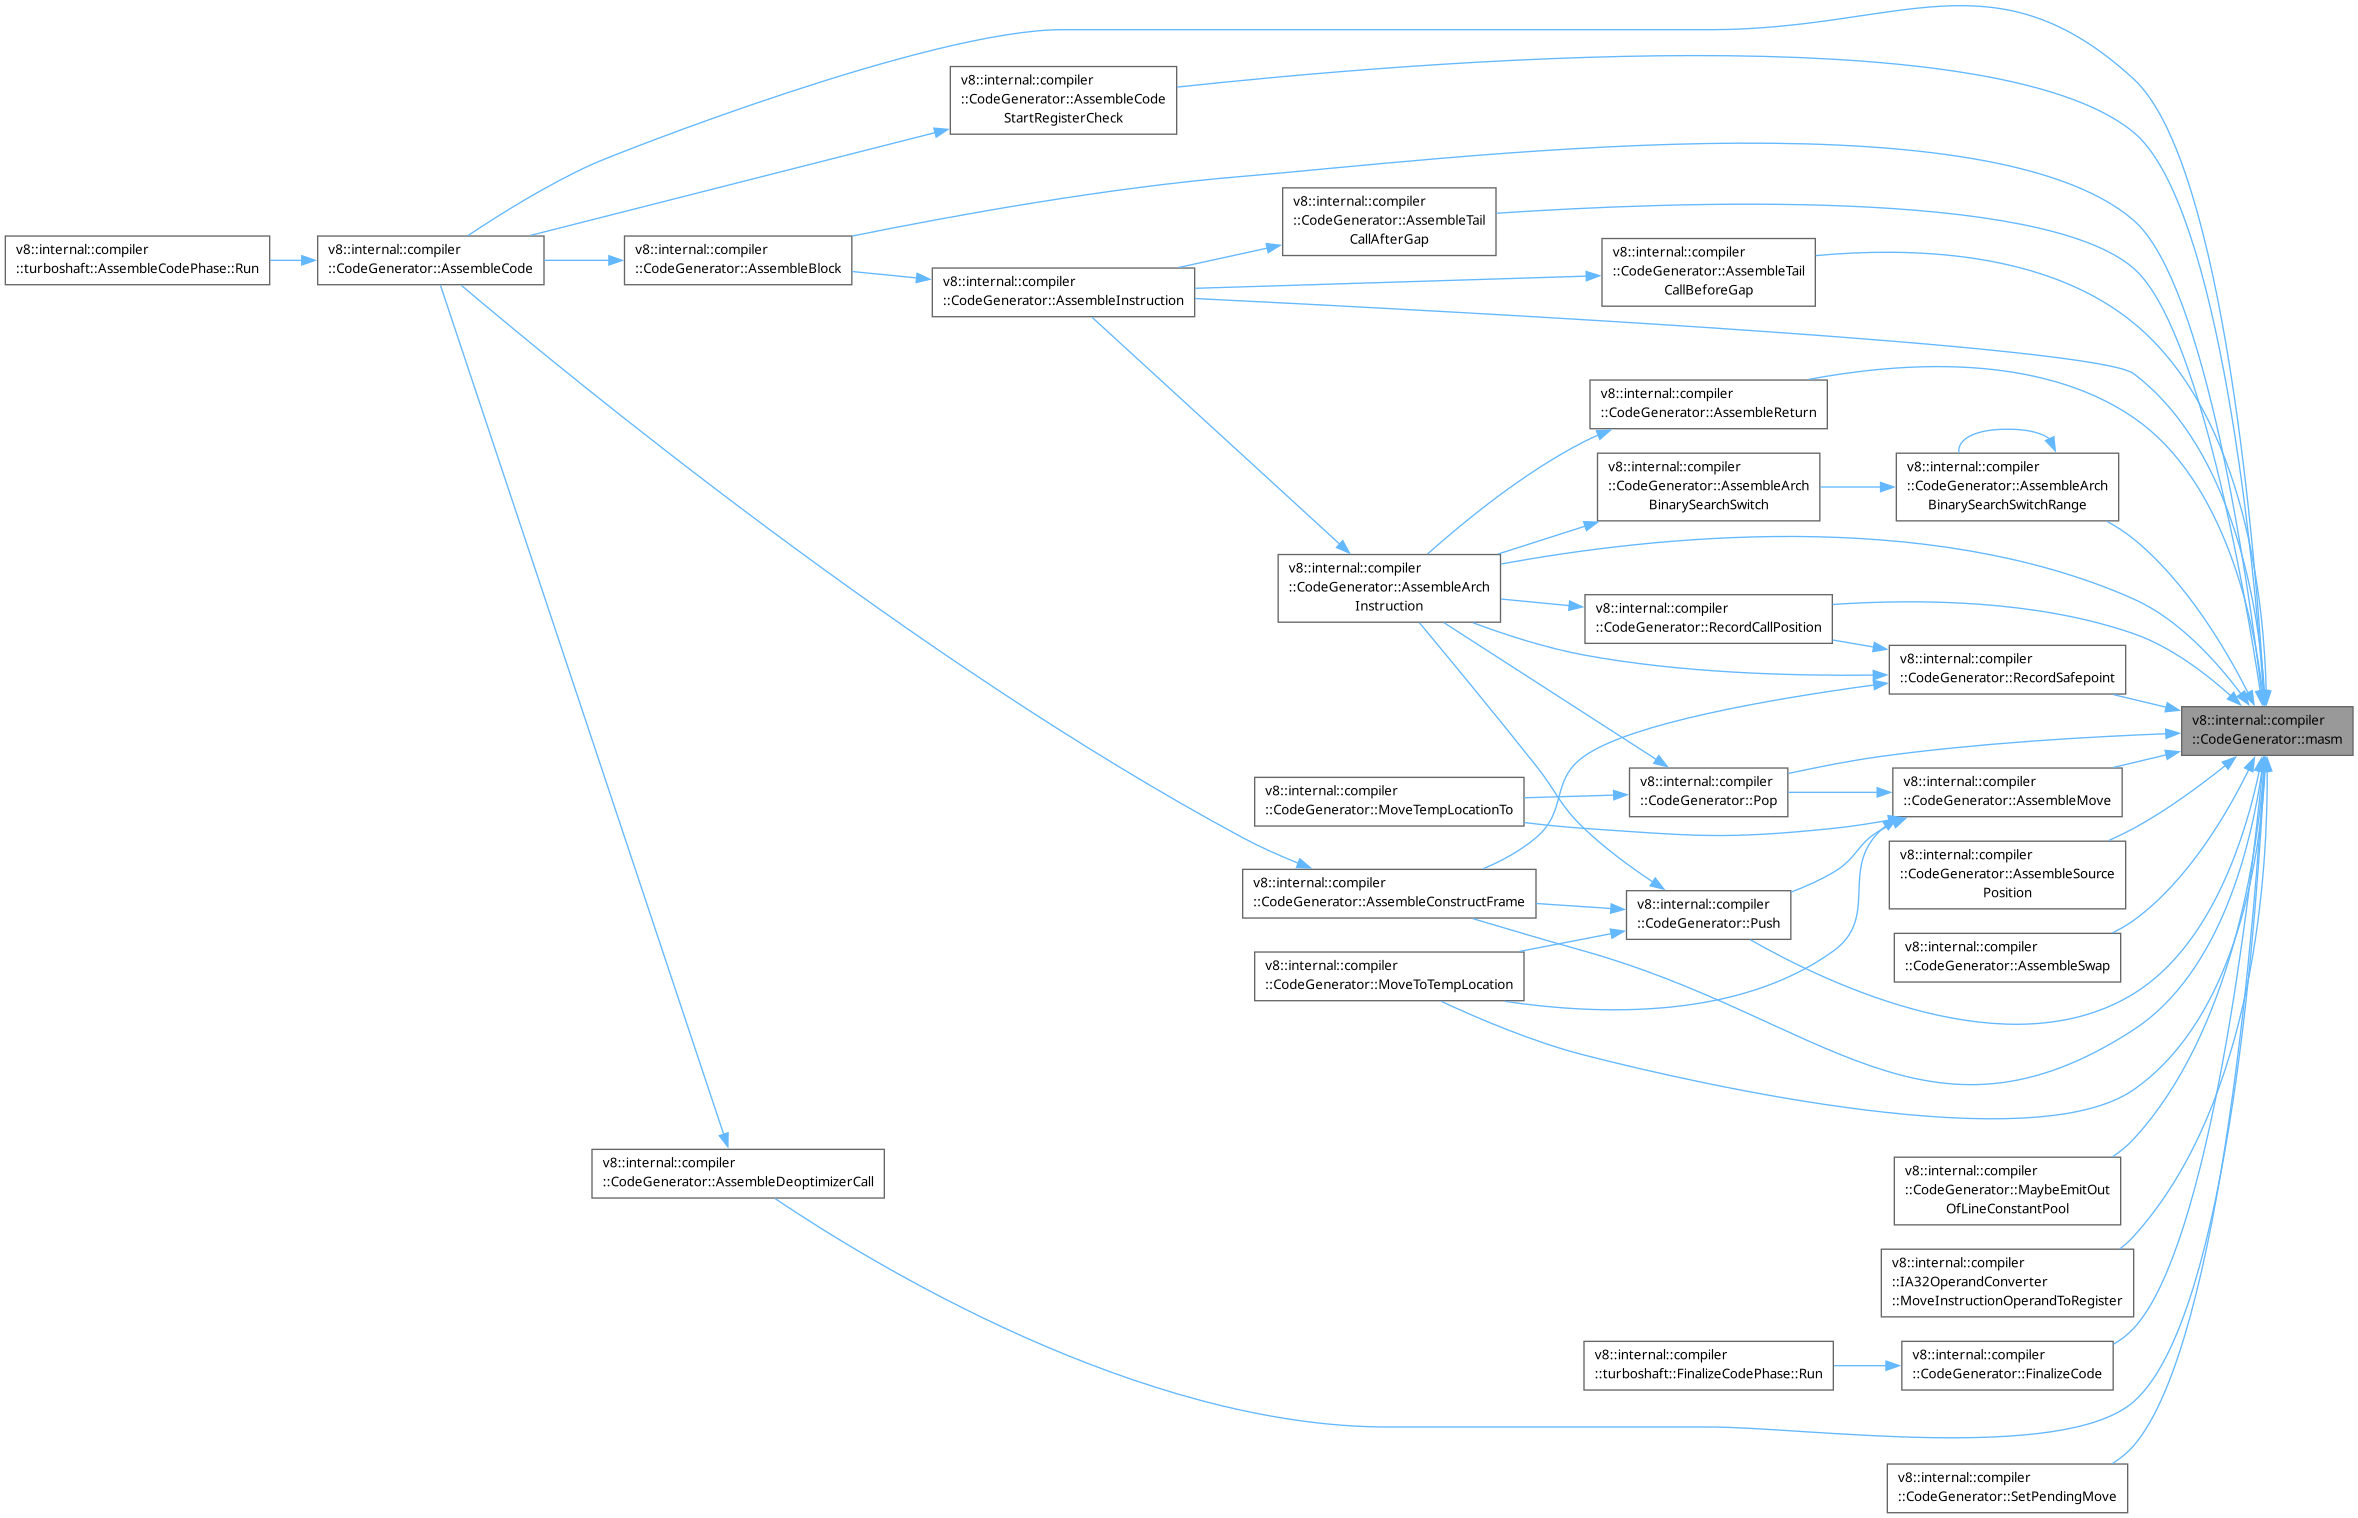 v8::internal::compiler
::CodeGenerator::AssembleCode
StartRegisterCheck
v8::internal::compiler
::CodeGenerator::AssembleTail
CallAfterGap
v8::internal::compiler
::turboshaft::AssembleCodePhase::Run
v8::internal::compiler
::CodeGenerator::AssembleCode
v8::internal::compiler
::CodeGenerator::AssembleBlock
v8::internal::compiler
::CodeGenerator::AssembleInstruction
v8::internal::compiler
::CodeGenerator::AssembleTail
CallBeforeGap
v8::internal::compiler
::CodeGenerator::AssembleReturn
v8::internal::compiler
::CodeGenerator::AssembleArch
BinarySearchSwitch
v8::internal::compiler
::CodeGenerator::AssembleArch
BinarySearchSwitchRange
v8::internal::compiler
::CodeGenerator::AssembleArch
Instruction
v8::internal::compiler
::CodeGenerator::RecordCallPosition
v8::internal::compiler
::CodeGenerator::RecordSafepoint
v8::internal::compiler
::CodeGenerator::masm
v8::internal::compiler
::CodeGenerator::MoveTempLocationTo
v8::internal::compiler
::CodeGenerator::Pop
v8::internal::compiler
::CodeGenerator::AssembleMove
v8::internal::compiler
::CodeGenerator::AssembleSource
Position
v8::internal::compiler
::CodeGenerator::AssembleConstructFrame
v8::internal::compiler
::CodeGenerator::Push
v8::internal::compiler
::CodeGenerator::AssembleSwap
v8::internal::compiler
::CodeGenerator::MoveToTempLocation
v8::internal::compiler
::CodeGenerator::AssembleDeoptimizerCall
v8::internal::compiler
::CodeGenerator::MaybeEmitOut
OfLineConstantPool
v8::internal::compiler
::IA32OperandConverter
::MoveInstructionOperandToRegister
v8::internal::compiler
::turboshaft::FinalizeCodePhase::Run
v8::internal::compiler
::CodeGenerator::FinalizeCode
v8::internal::compiler
::CodeGenerator::SetPendingMove